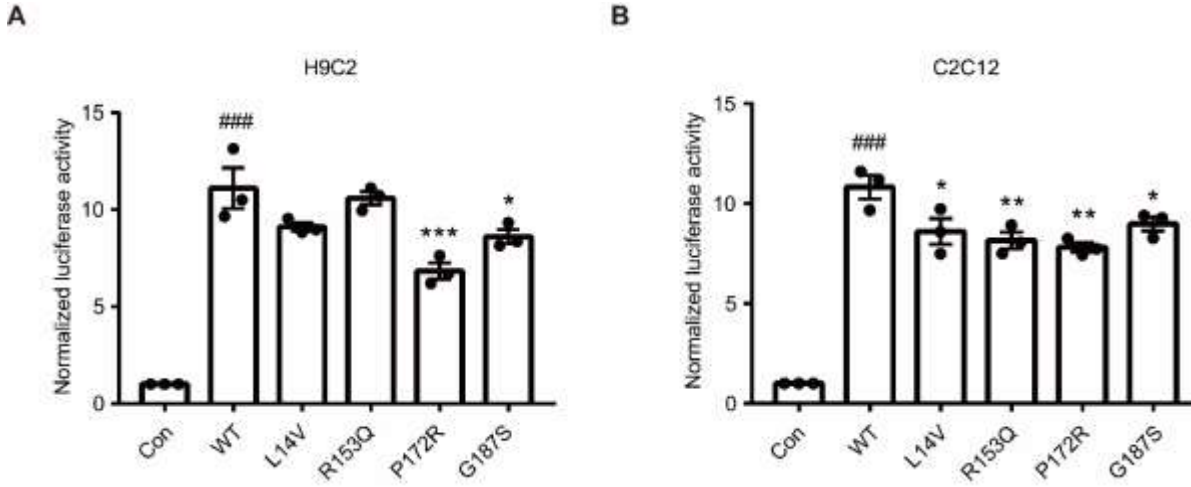 A
H9C2
Normalized luciferase activity
15
10
5
0
###
***
*
Con
WT
L14V
R153Q
P172R
G187S
B
C2C12
Normalized luciferase activity
15
10
5
0
###
*
**
**
*
Con
WT
L14V
R153Q
P172R
G187S